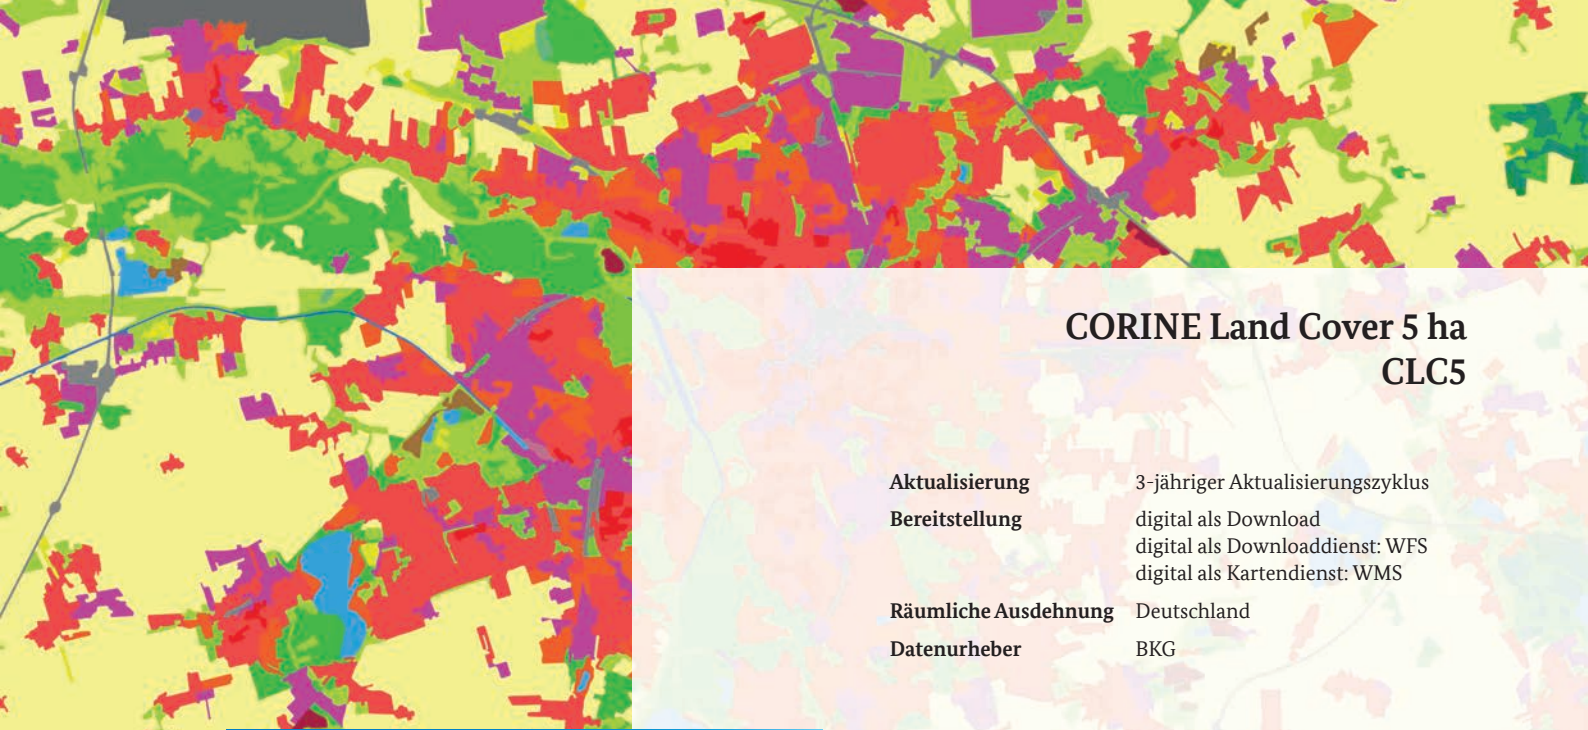 CORINE Land Cover 5 ha
CLC5
Aktualisierung 3-jähriger Aktualisierungszyklus
Bereitstellung digital als Download
digital als Downloaddienst: WFS
digital als Kartendienst: WMS
Räumliche Ausdehnung Deutschland
Datenurheber BKG